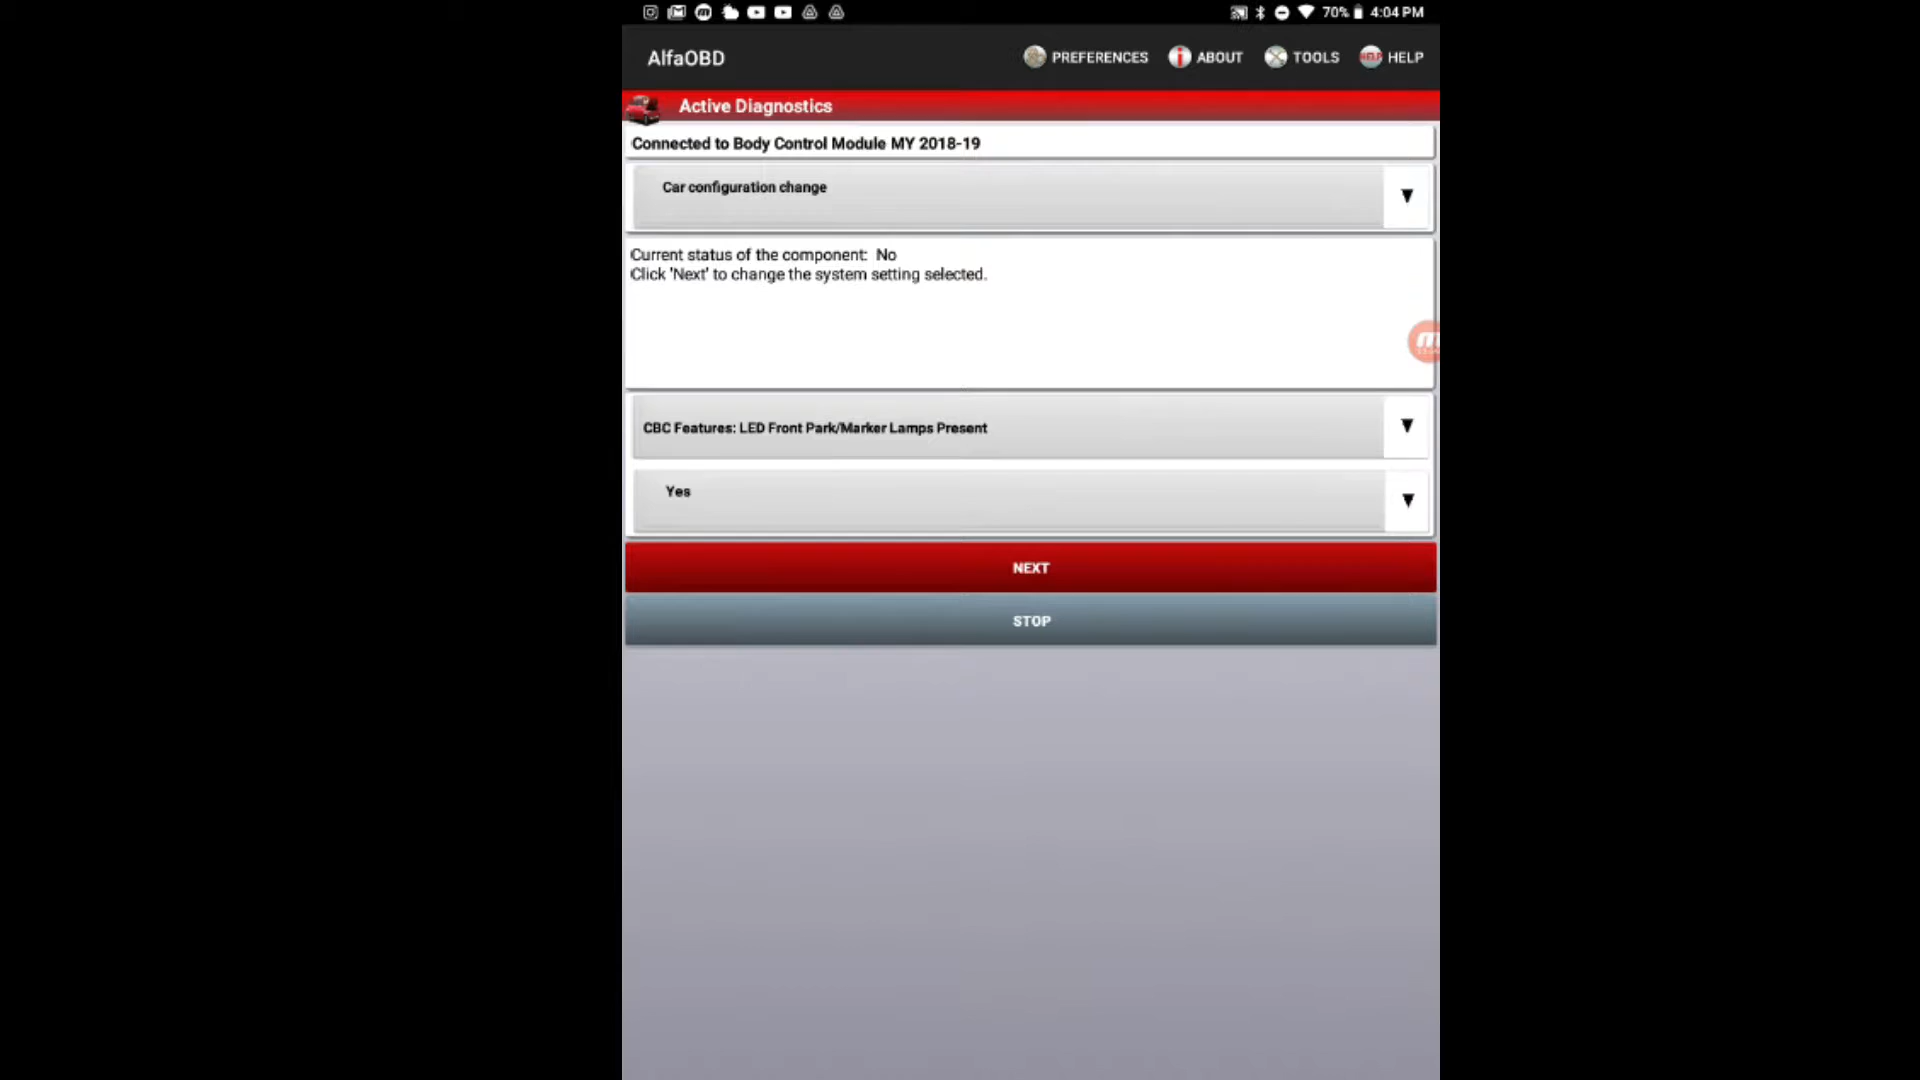 70% 4:04 PM
AlfaOBD PREFERENCES ABOUT TOOLS HELP HELP
Active Diagnostics
Connected to Body Control Module MY 2018-19
Car configuration change
Current status of the component: No
Click 'Next' to change the system setting selected.
CBC Features: LED Front Park/Marker Lamps Present
Yes
NEXT
STOP